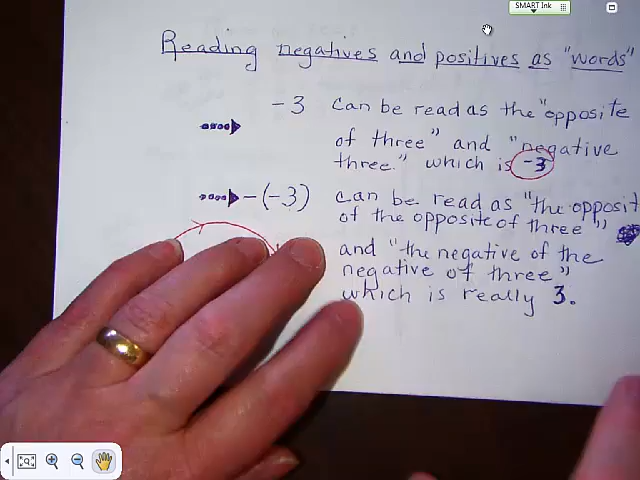 SMART Ink
Reading negatives and positives as "words"
-3 can be read as the "opposite
of three" and "negative
three." which is -3
-(-3) can be read as "the opposit
of the opposite of three"
and "the negative of the
negative of three"
which is really 3.